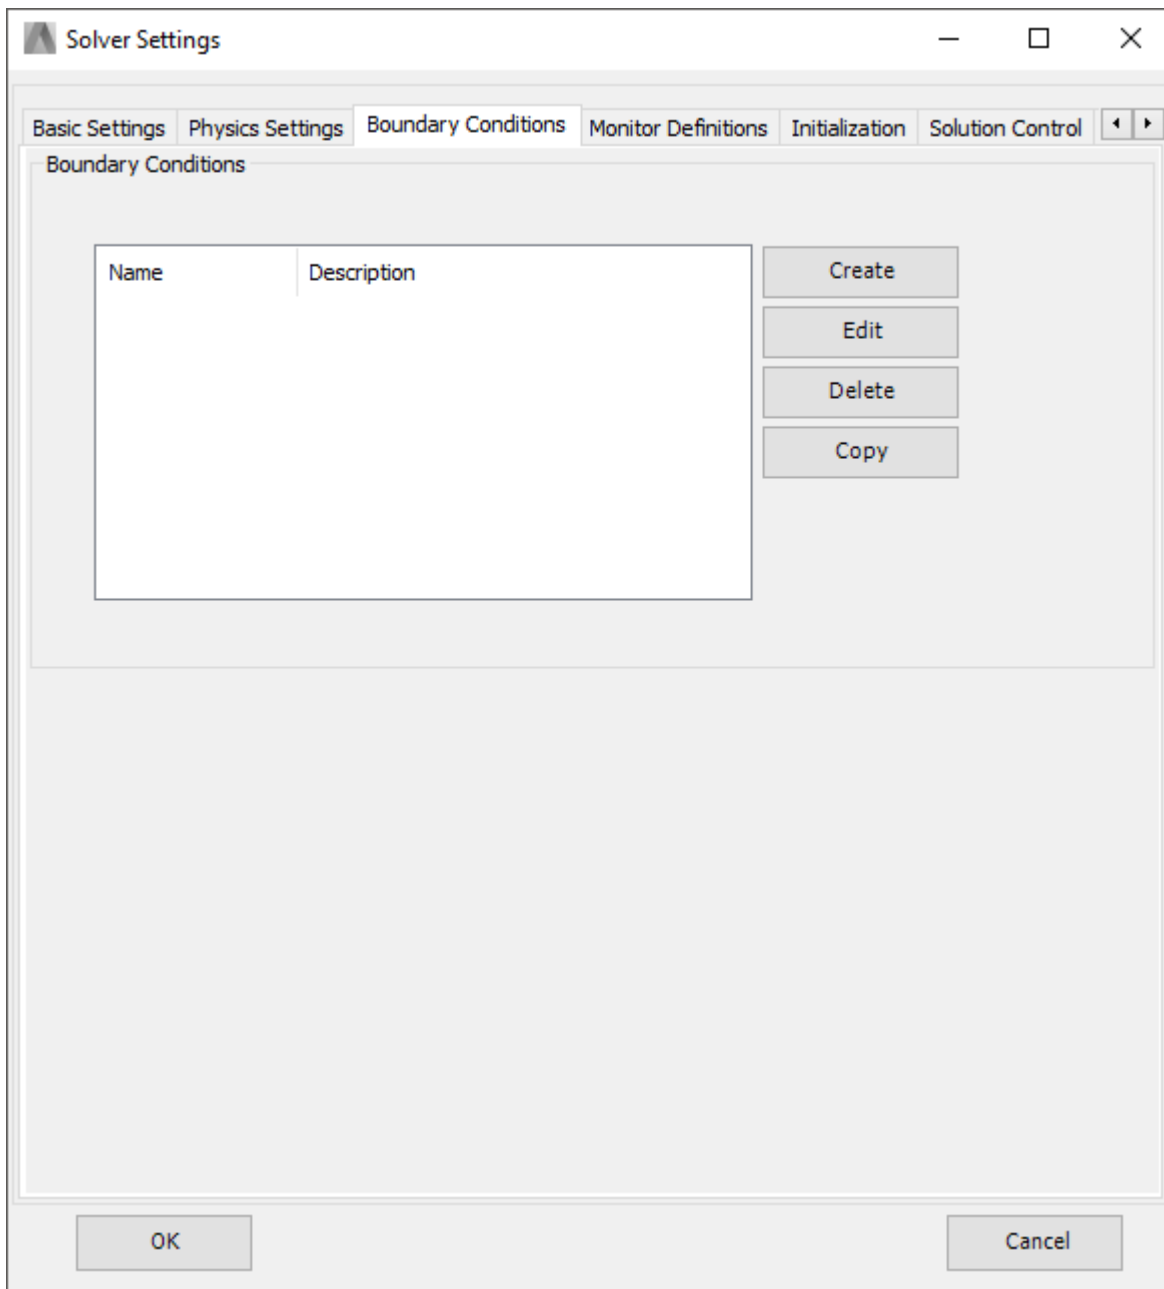 Solver Settings
Basic Settings Physics Settings Boundary Conditions Monitor Definitions Initialization Solution Control
Boundary Conditions
Name Description
Create
Edit
Delete
Copy
OK Cancel